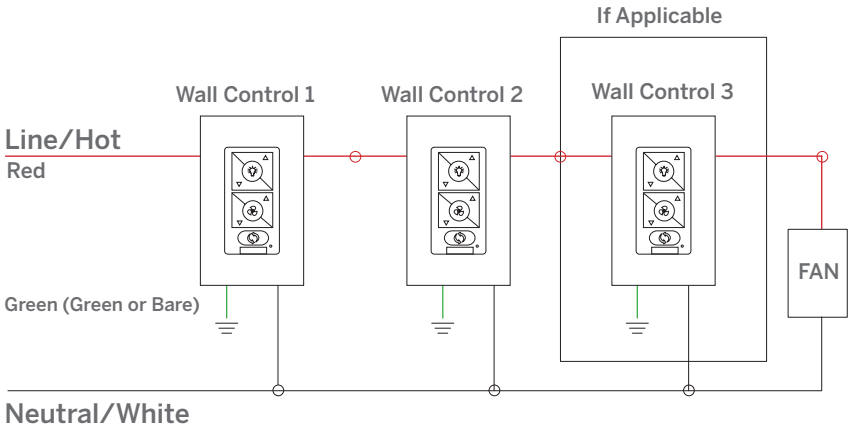 If Applicable
Wall Control 1
Wall Control 2
Wall Control 3
Line/Hot
Red
FAN
Green (Green or Bare)
Neutral/White